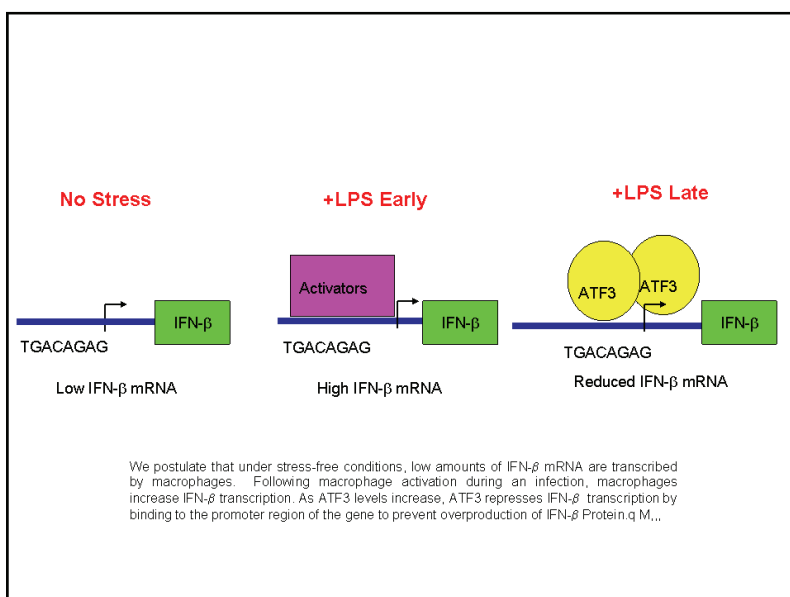 No Stress
+LPS Early
+LPS Late
Activators
ATF3
ATF3
IFN-β
IFN-β
IFN-β
TGACAGAG
TGACAGAG
TGACAGAG
Low IFN-β mRNA
High IFN-β mRNA
Reduced IFN-β mRNA
We postulate that under stress-free conditions, low amounts of IFN-β mRNA are transcribed
by macrophages. Following macrophage activation during an infection, macrophages
increase IFN-β transcription. As ATF3 levels increase, ATF3 represses IFN-β transcription by
binding to the promoter region of the gene to prevent overproduction of IFN-β Protein.q M,,,